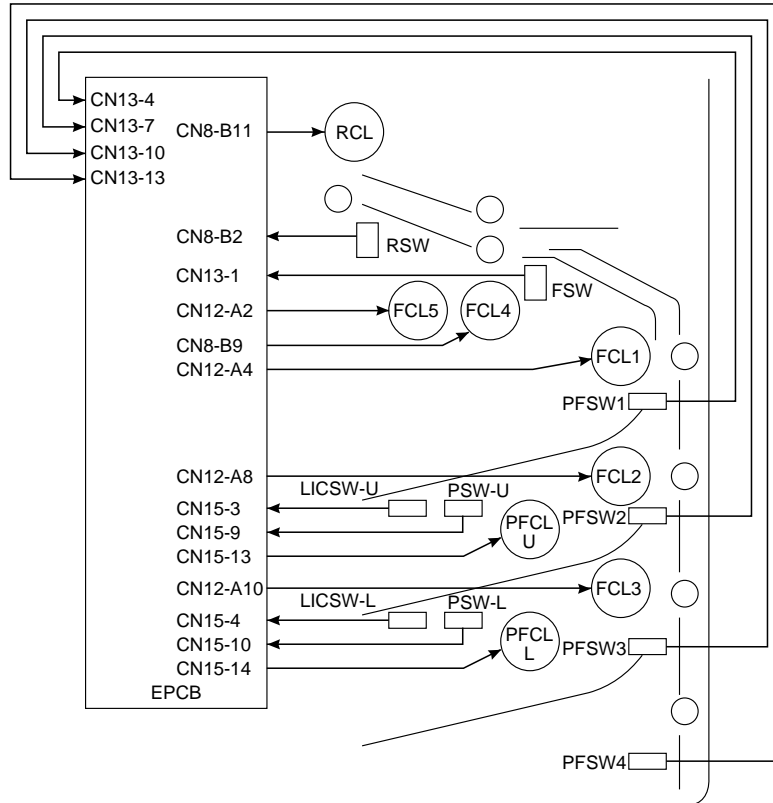 CN13-4
CN13-7
CN8-B11
RCL
CN13-10
CN13-13
CN8-B2
RSW
CN13-1
FSW
CN12-A2
FCL5
FCL4
CN8-B9
FCL1
CN12-A4
PFSW1
CN12-A8
FCL2
LICSW-U
PSW-U
CN15-3
PFSW2
CN15-9
PFCL
U
CN15-13
CN12-A10
FCL3
LICSW-L
PSW-L
CN15-4
CN15-10
PFCL
L
PFSW3
CN15-14
EPCB
PFSW4